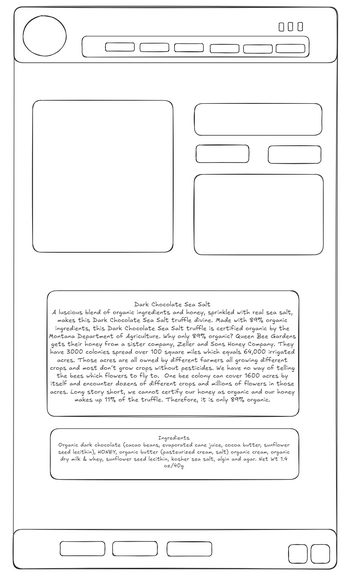 Dark Chocolate Sea Salt
A luscious blend of organic ingredients and honey, sprinkled with real sea salt,
makes this Dark Chocolate Sea Salt truffle divine. Made with 89% organic
ingredients, this Dark Chocolate Sea Salt truffle is certified organic by the
Montana Department of Agriculture. Why only 89% organic? Queen Bee Gardens
gets their honey from a sister company, Zeller and Sons Honey Company. They
have 3000 colonies spread over 100 square miles which equals 64,000 irrigated
acres. Those acres are all owned by different farmers all growing different
crops and most don't grow crops without pesticides. We have no way of telling
the bees which flowers to fly to. One bee colony can cover 1600 acres by
itself and encounter dozens of different crops and millions of flowers in those
acres. Long story short, we cannot certify our honey as organic and our honey
makes up 11% of the truffle. Therefore, it is only 89% organic.
Ingredients
Organic dark chocolate (cacao beans, evaporated cane juice, cocoa butter, sunflower
seed lecithin), HONEY, organic butter (pasteurized cream, salt) organic cream, organic
dry milk & whey, sunflower seed lecithin, kosher sea salt, algin and agar. Net Wt 1.4
oz/40g